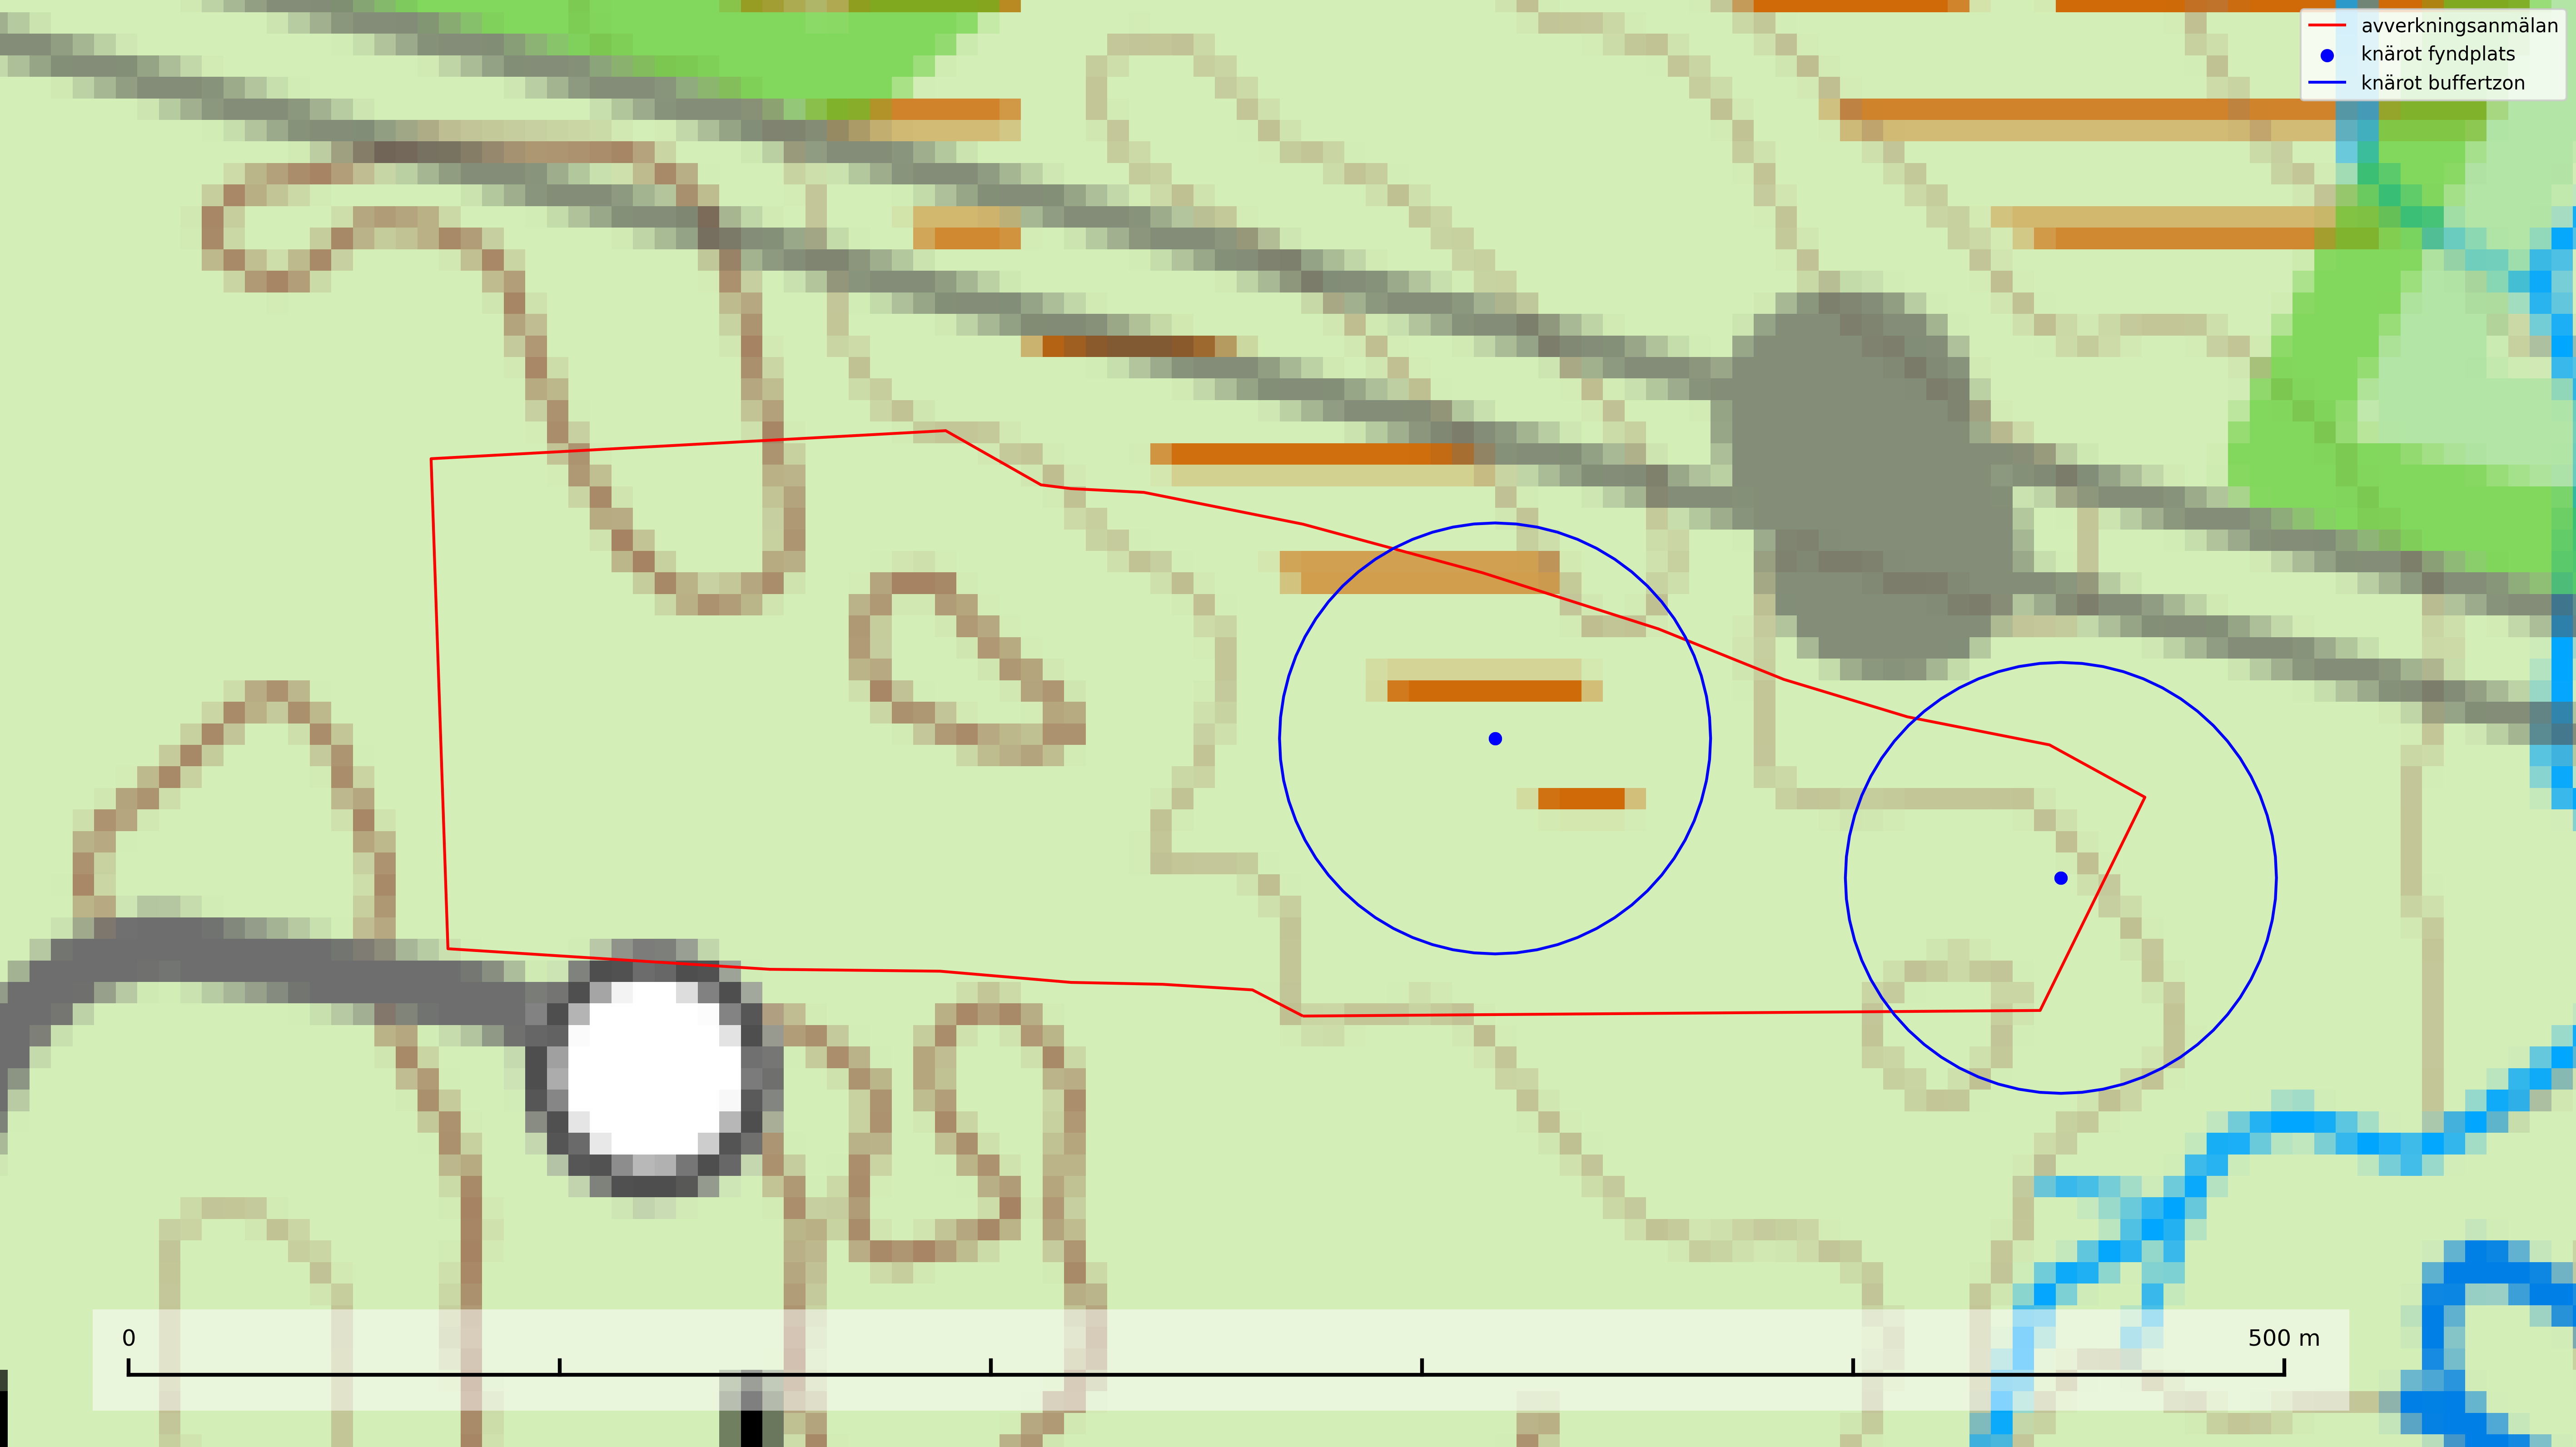 avverkningsanmälan
knärot fyndplats
knärot buffertzon
0
500 m